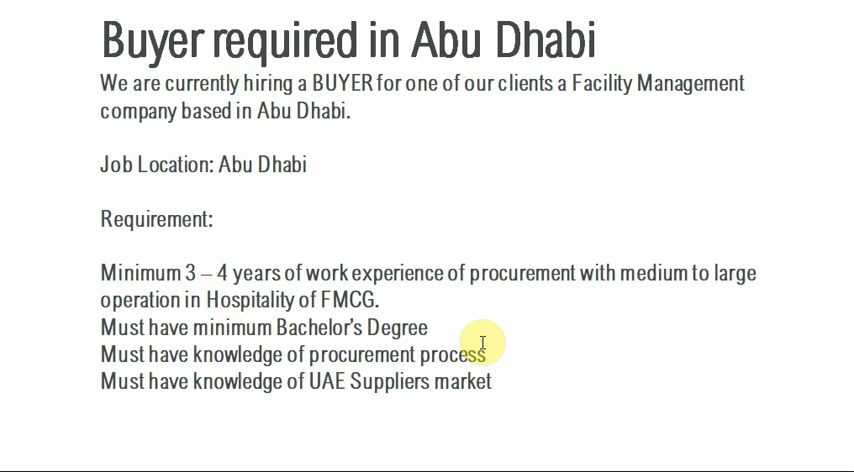 Buyer required in Abu Dhabi
We are currently hiring a BUYER for one of our clients a Facility Management
company based in Abu Dhabi.
Job Location: Abu Dhabi
Requirement:
Minimum 3 – 4 years of work experience of procurement with medium to large
operation in Hospitality of FMCG.
Must have minimum Bachelor's Degree
Must have knowledge of procurement process
Must have knowledge of UAE Suppliers market